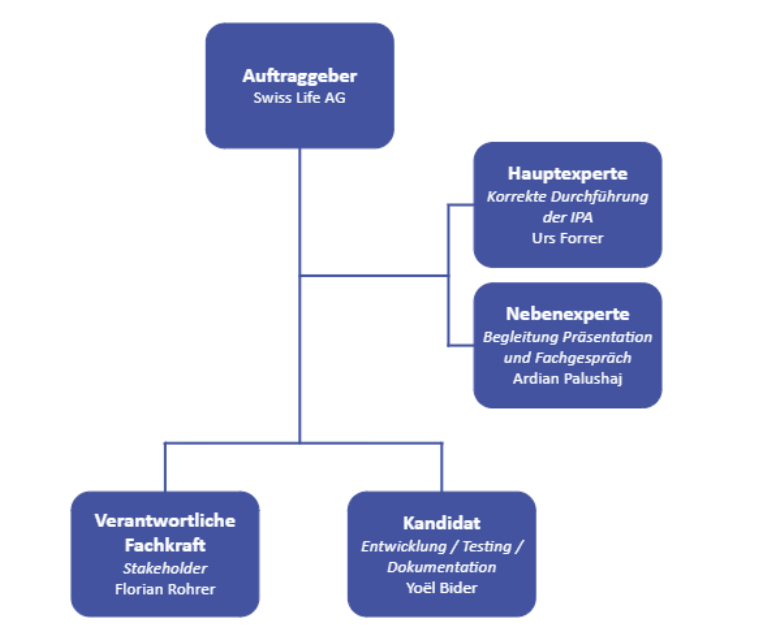 Auftraggeber
Swiss Life AG
Hauptexperte
Korrekte Durchführung
der IPA
Urs Forrer
Nebenexperte
Begleitung Präsentation
und Fachgespräch
Ardian Palushaj
Verantwortliche
Fachkraft
Stakeholder
Florian Rohrer
Kandidat
Entwicklung / Testing /
Dokumentation
Yoël Bider